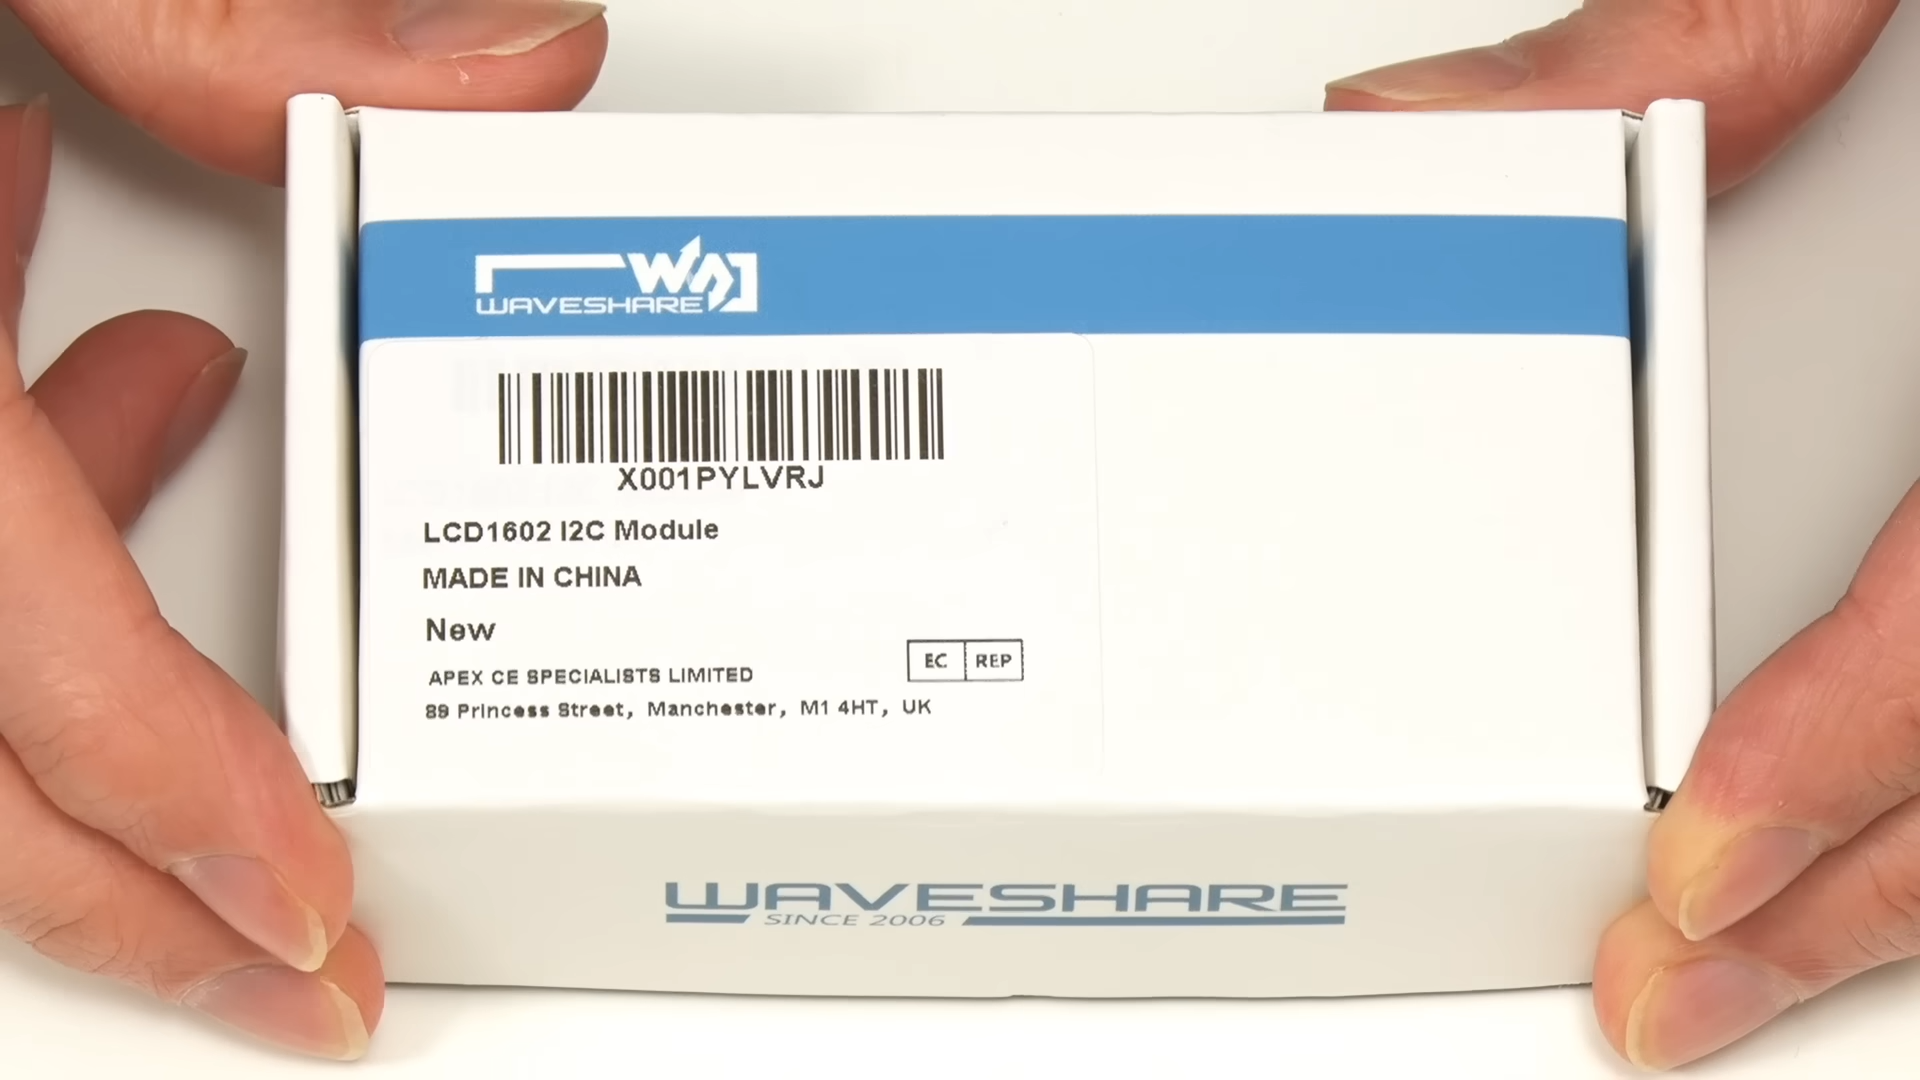 WAVESHARE
X001PYLVRJ
LCD1602 I2C Module
MADE IN CHINA
New
EC REP
APEX CE SPECIALISTS LIMITED
89 Princess Street, Manchester, M1 4HT, UK
WAVESHARE
SINCE 2006